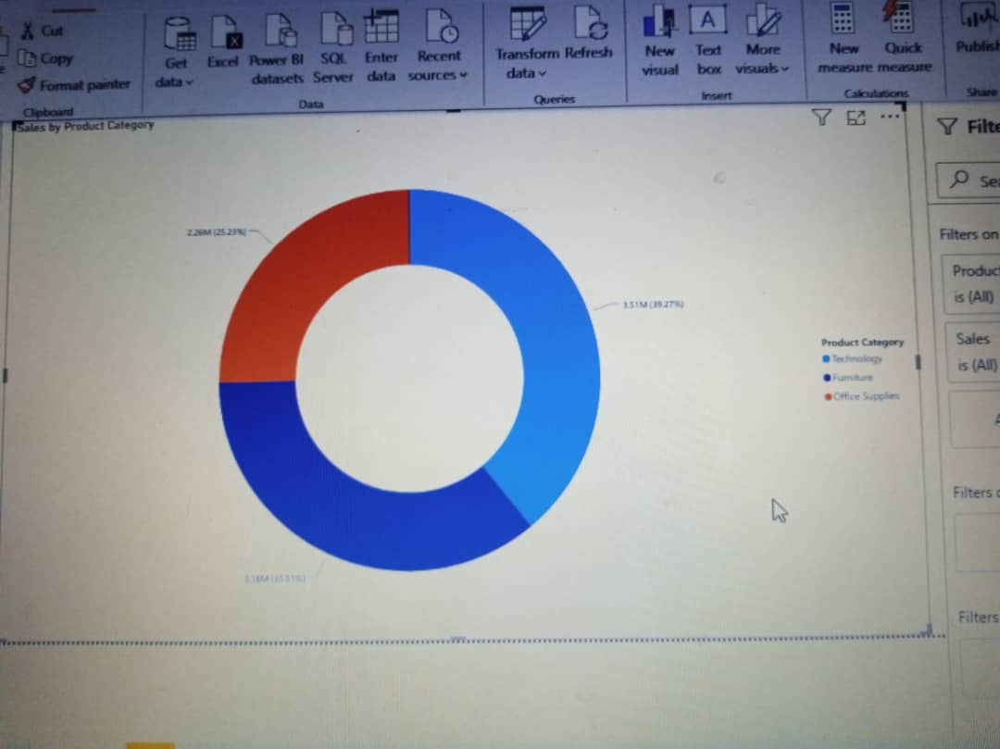 Cut
Copy
Format painter
Clipboard
Get data
Excel
Power BI datasets
SQL Server
Enter data
Recent sources
Data
Transform data
Refresh
Queries
New visual
Text box
More visuals
Insert
New measure
Quick measure
Calculations
Publish
Share
Sales by Product Category
Filte
Sea
2.26M (25.23%)
Filters on
Product
is (All)
3.51M (39.27%)
Sales
is (All)
Product Category
Technology
Furniture
Office Supplies
Filters
3.18M (35.51%)
Filters